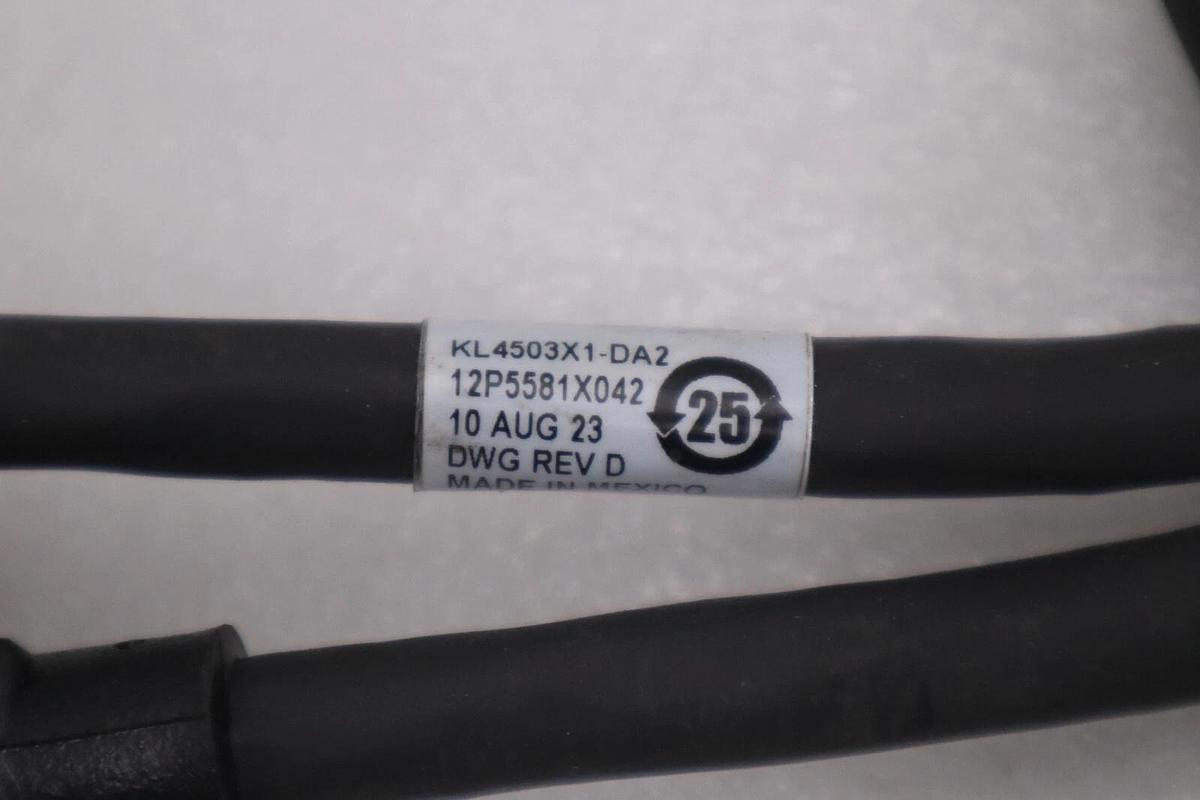 KL4503X1-DA2
12P5581X042
10 AUG 23
DWG REV D
MADE IN MEXICO
25